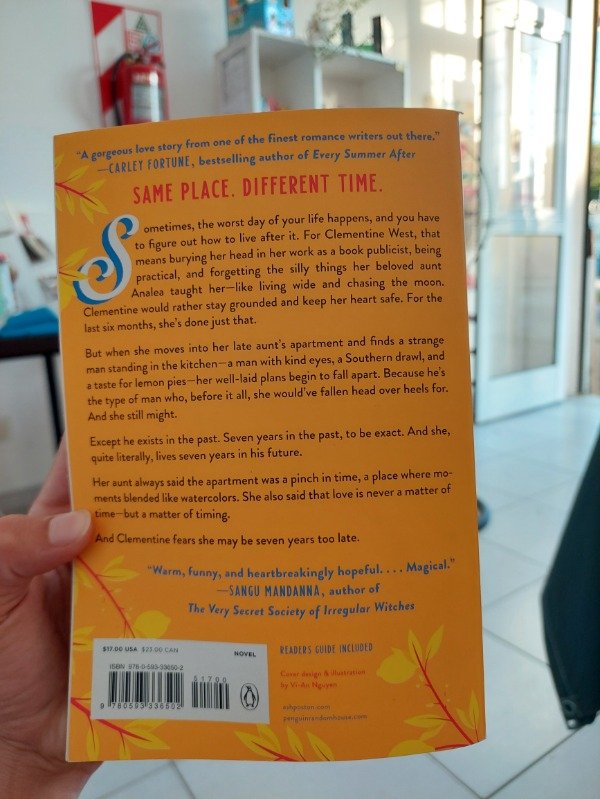 "A gorgeous love story from one of the finest romance writers out there."
—CARLEY FORTUNE, bestselling author of Every Summer After
SAME PLACE. DIFFERENT TIME.
Sometimes, the worst day of your life happens, and you have
to figure out how to live after it. For Clementine West, that
means burying her head in her work as a book publicist, being
practical, and forgetting the silly things her beloved aunt
Analea taught her—like living wide and chasing the moon.
Clementine would rather stay grounded and keep her heart safe. For the
last six months, she's done just that.
But when she moves into her late aunt's apartment and finds a strange
man standing in the kitchen—a man with kind eyes, a Southern drawl, and
a taste for lemon pies—her well-laid plans begin to fall apart. Because he's
the type of man who, before it all, she would've fallen head over heels for.
And she still might.
Except he exists in the past. Seven years in the past, to be exact. And she,
quite literally, lives seven years in his future.
Her aunt always said the apartment was a pinch in time, a place where mo-
ments blended like watercolors. She also said that love is never a matter of
time—but a matter of timing.
And Clementine fears she may be seven years too late.
"Warm, funny, and heartbreakingly hopeful. . . . Magical."
—SANGU MANDANNA, author of
The Very Secret Society of Irregular Witches
$17.00 USA $23.00 CAN
NOVEL
ISBN 978-0-593-33650-2
51700
9780593336502
READERS GUIDE INCLUDED
Cover design & illustration
by Vi-An Nguyen
ashposton.com
penguinrandomhouse.com